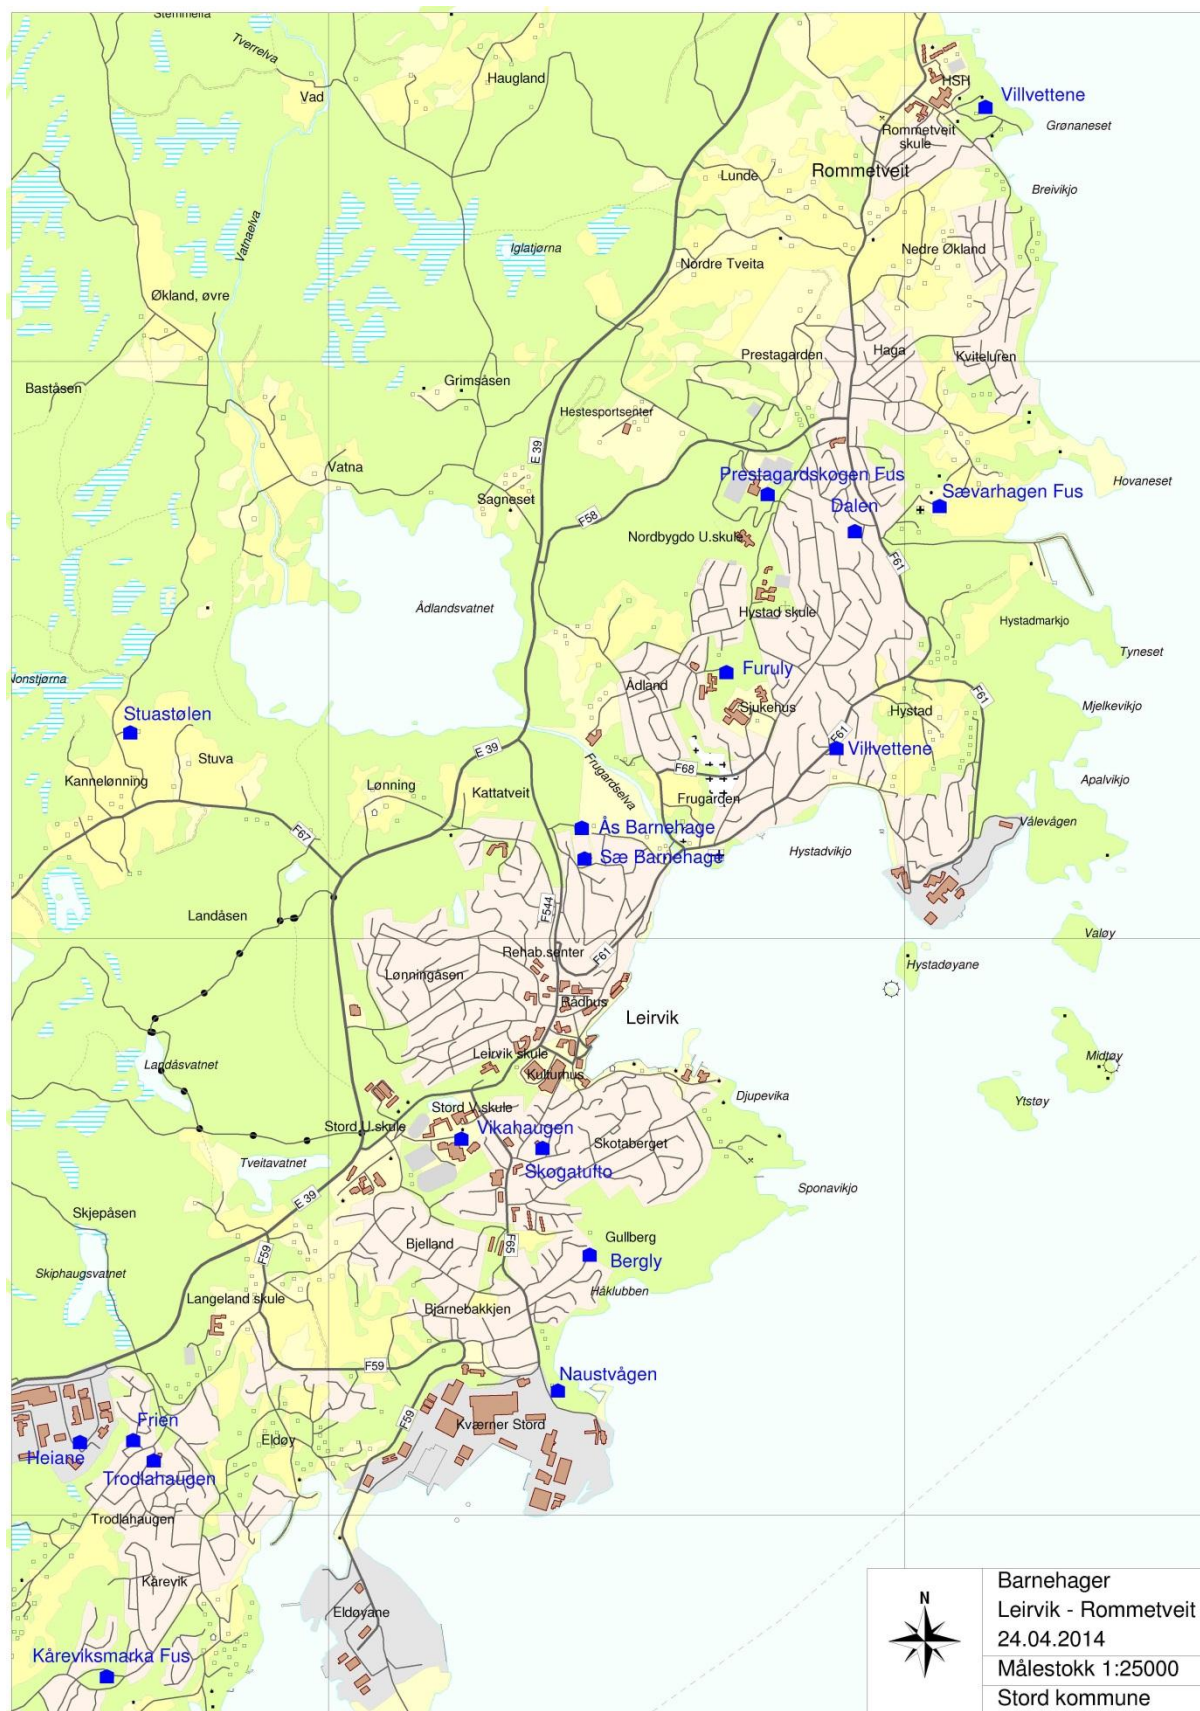 Stemmella
Tverrelva
Haugland
Vad
HSH
Villvettene
Grønaneset
Rommetveit
skule
Lunde
Rommetveit
Breivikjo
Vatnaelva
Iglatjørna
Nedre Økland
Nordre Tveita
Økland, øvre
Prestagarden
Haga
Kviteluren
Baståsen
Grimsåsen
Hestesportsenter
E 39
Vatna
Sagneset
Prestagardskogen Fus
Hovaneset
Sævarhagen Fus
Dalen
F58
Nordbygdo U.skule
F61
Ådlandsvatnet
Hystad skule
Hystadmarkjo
Tyneset
Nonstjørna
Furuly
Ådland
Sjukehus
F61
Mjelkevikjo
Stuastølen
Hystad
F61
Villvettene
E 39
Stuva
Kannelønning
Lønning
Kattatveit
Frugardselva
F68
Frugarden
Apalvikjo
F67
Ås Barnehage
Vålevågen
Sæ Barnehage
Hystadvikjo
Landåsen
F544
Valøy
Rehab.senter
F61
Lønningåsen
Hystadøyane
Rådhus
Leirvik
Leirvik skule
Landåsvatnet
Kulturhus
Midtøy
Djupevika
Ytstøy
Stord V.skule
Stord U.skule
Vikahaugen
Skotaberget
Tveitavatnet
Skogatufto
Sponavikjo
E 39
Skjepåsen
F59
Bjelland
F65
Gullberg
Skiphaugsvatnet
Bergly
Håklubben
Langeland skule
Bjarnebakkjen
F59
Naustvågen
F59
Kværner Stord
Frien
Eldøy
Heiane
Trodlahaugen
Trodlahaugen
Kårevik
Eldøyane
Kåreviksmarka Fus
N
Barnehager
Leirvik - Rommetveit
24.04.2014
Målestokk 1:25000
Stord kommune